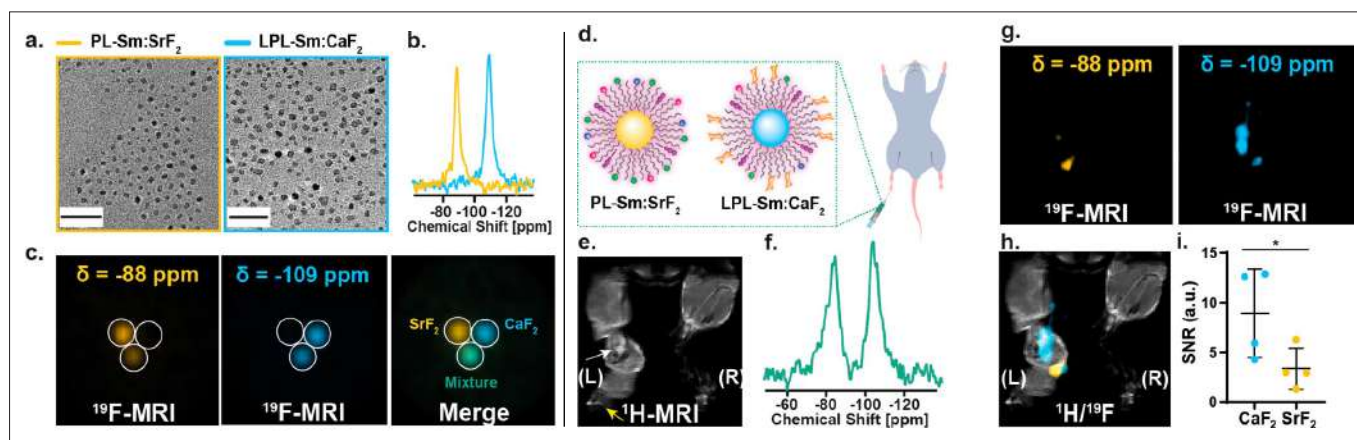 a.
PL-Sm:SrF₂
LPL-Sm:CaF₂
b.
-80 -100 -120
Chemical Shift [ppm]
c.
δ = -88 ppm
δ = -109 ppm
SrF₂
CaF₂
Mixture
¹⁹F-MRI
¹⁹F-MRI
Merge
d.
PL-Sm:SrF₂
LPL-Sm:CaF₂
e.
(L)
(R)
¹H-MRI
f.
-60 -80 -100 -120
Chemical Shift [ppm]
g.
δ = -88 ppm
δ = -109 ppm
¹⁹F-MRI
¹⁹F-MRI
h.
(L)
(R)
¹H/¹⁹F
i.
SNR (a.u.)
15
10
5
0
*
CaF₂ SrF₂